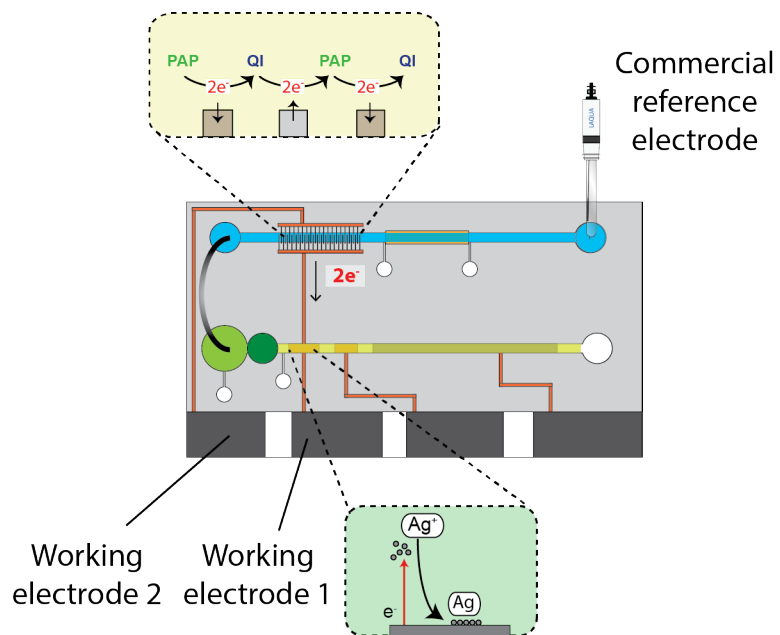 PAP QI PAP QI
2e⁻ 2e⁻ 2e⁻
Commercial
reference
electrode
LAQUA
2e⁻
Working
electrode 2
Working
electrode 1
Ag⁺
Ag
e⁻